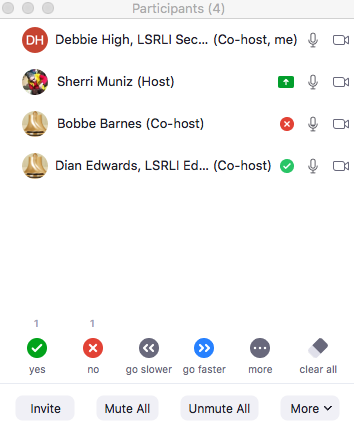 Participants (4)
DH Debbie High, LSRLI Sec... (Co-host, me)
Sherri Muniz (Host)
Bobbe Barnes (Co-host)
Dian Edwards, LSRLI Ed... (Co-host)
1 1
yes no go slower go faster more clear all
Invite Mute All Unmute All More